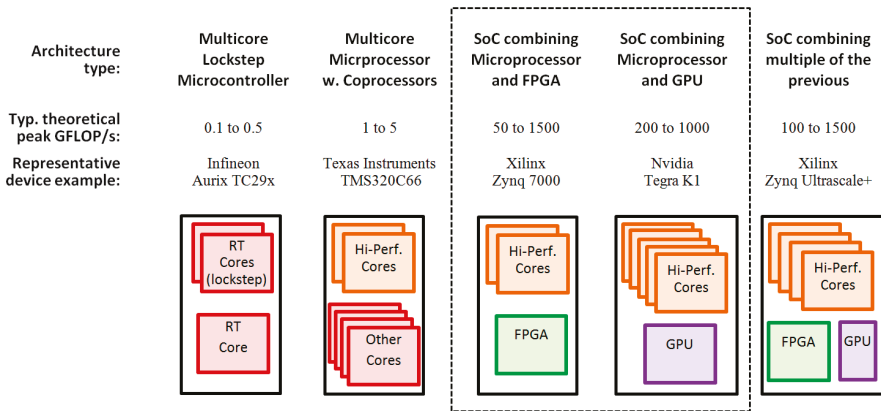 Architecture type:
Multicore Lockstep Microcontroller
Multicore Micrprocessor w. Coprocessors
SoC combining Microprocessor and FPGA
SoC combining Microprocessor and GPU
SoC combining multiple of the previous
Typ. theoretical peak GFLOP/s:
0.1 to 0.5
1 to 5
50 to 1500
200 to 1000
100 to 1500
Representative device example:
Infineon Aurix TC29x
Texas Instruments TMS320C66
Xilinx Zynq 7000
Nvidia Tegra K1
Xilinx Zynq Ultrascale+
RT Cores (lockstep)
RT Core
Hi-Perf. Cores
Other Cores
Hi-Perf. Cores
FPGA
Hi-Perf. Cores
GPU
Hi-Perf. Cores
FPGA
GPU